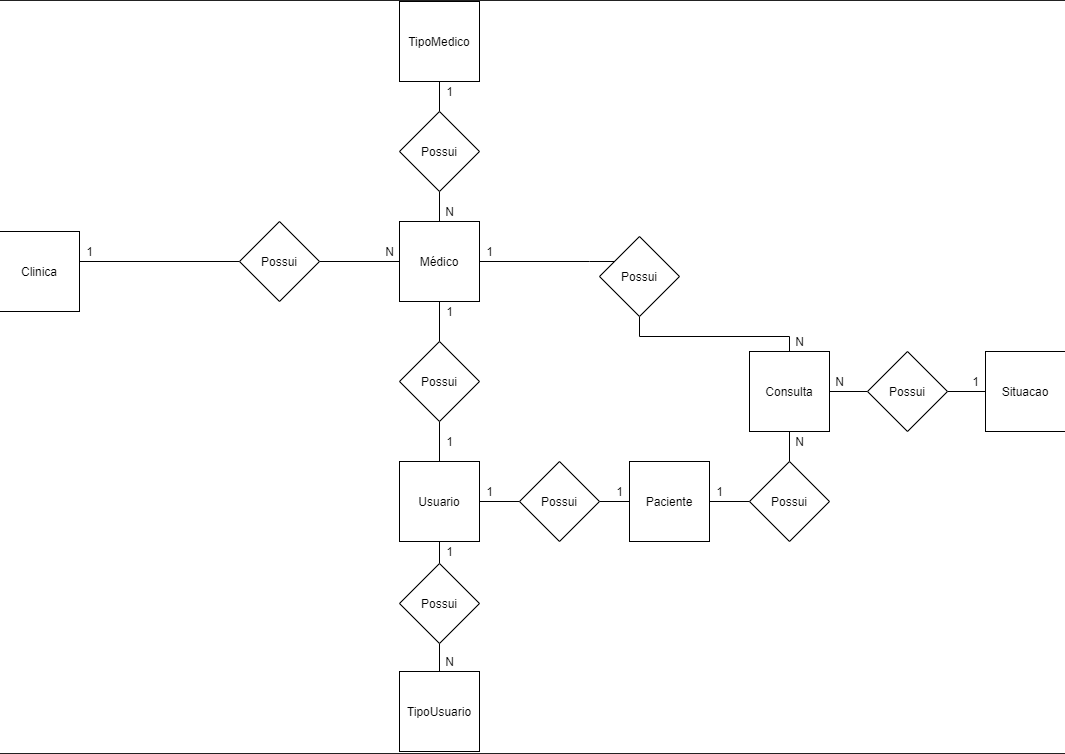 TipoMedico
1
Possui
N
Clinica
1
Possui
N
Médico
1
Possui
1
N
Possui
Consulta
N
Possui
1
Situacao
1
N
Usuario
1
Possui
1
Paciente
1
Possui
1
Possui
N
TipoUsuario